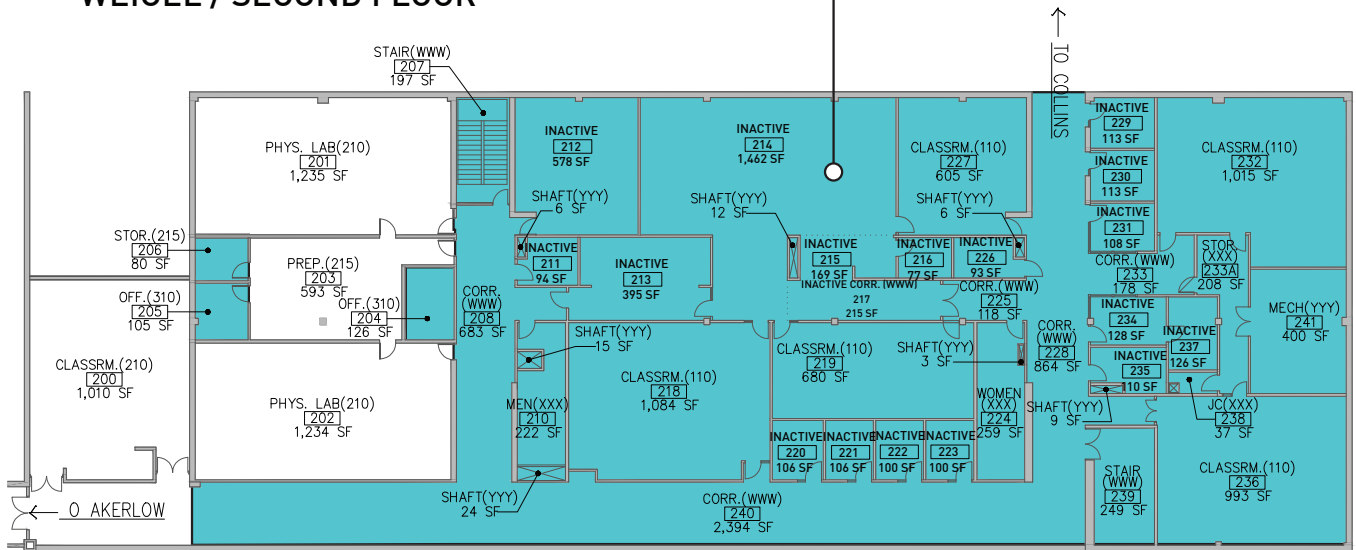 STAIR(WWW)
207
197 SF
TO COLLINS
PHYS. LAB(210)
201
1,235 SF
INACTIVE
212
578 SF
INACTIVE
214
1,462 SF
CLASSRM.(110)
227
605 SF
INACTIVE
229
113 SF
INACTIVE
230
113 SF
INACTIVE
231
108 SF
CLASSRM.(110)
232
1,015 SF
SHAFT(YYY)
6 SF
SHAFT(YYY)
12 SF
SHAFT(YYY)
6 SF
STOR.(215)
206
80 SF
PREP.(215)
203
593 SF
OFF.(310)
205
105 SF
OFF.(310)
204
126 SF
CORR.
(WWW)
208
683 SF
INACTIVE
211
94 SF
INACTIVE
213
395 SF
INACTIVE
215
169 SF
INACTIVE
216
77 SF
INACTIVE
226
93 SF
INACTIVE CORR. (WWW)
217
215 SF
CORR.(WWW)
225
118 SF
CORR.(WWW)
233
178 SF
STOR.
(XXX)
233A
208 SF
MECH(YYY)
241
400 SF
INACTIVE
234
128 SF
INACTIVE
237
126 SF
INACTIVE
235
110 SF
CORR.
(WWW)
228
864 SF
CLASSRM.(210)
200
1,010 SF
PHYS. LAB(210)
202
1,234 SF
SHAFT(YYY)
15 SF
MEN(XXX)
210
222 SF
CLASSRM.(110)
218
1,084 SF
CLASSRM.(110)
219
680 SF
SHAFT(YYY)
3 SF
WOMEN
(XXX)
224
259 SF
SHAFT(YYY)
9 SF
JC(XXX)
238
37 SF
INACTIVE
220
106 SF
INACTIVE
221
106 SF
INACTIVE
222
100 SF
INACTIVE
223
100 SF
STAIR
(WWW)
239
249 SF
CLASSRM.(110)
236
993 SF
SHAFT(YYY)
24 SF
CORR.(WWW)
240
2,394 SF
O AKERLOW